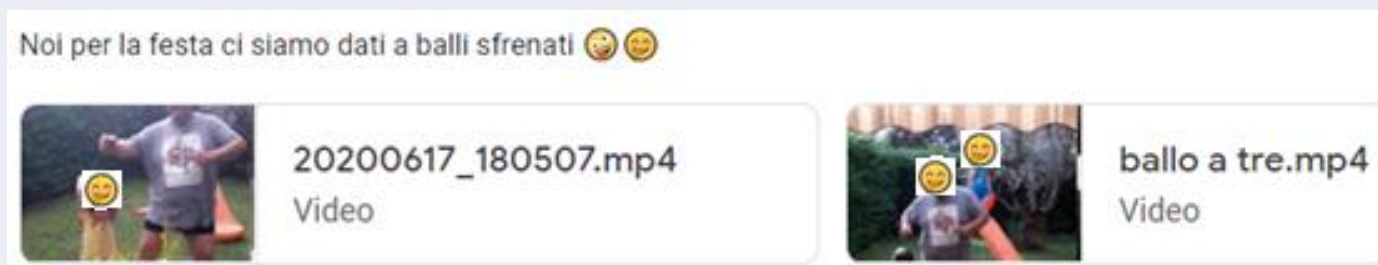 Noi per la festa ci siamo dati a balli sfrenati 🤪😊
20200617_180507.mp4
Video
ballo a tre.mp4
Video